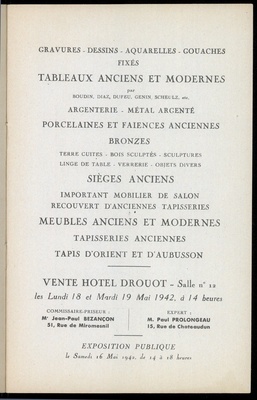 GRAVURES - DESSINS - AQUARELLES - GOUACHES
FIXÉS
TABLEAUX ANCIENS ET MODERNES
par
BOUDIN, DIAZ, DUFEU, GENIN, SCHEULZ, etc.
ARGENTERIE - MÉTAL ARGENTÉ
PORCELAINES ET FAIENCES ANCIENNES
BRONZES
TERRE CUITES - BOIS SCULPTÉS - SCULPTURES
LINGE DE TABLE - VERRERIE - OBJETS DIVERS
SIÈGES ANCIENS
IMPORTANT MOBILIER DE SALON
RECOUVERT D'ANCIENNES TAPISSERIES
MEUBLES ANCIENS ET MODERNES
TAPISSERIES ANCIENNES
TAPIS D'ORIENT ET D'AUBUSSON
VENTE HOTEL DROUOT - Salle n° 12
les Lundi 18 et Mardi 19 Mai 1942, à 14 heures
COMMISSAIRE-PRISEUR :
Me Jean-Paul BEZANÇON
51, Rue de Miromesnil
EXPERT :
M. Paul PROLONGEAU
15, Rue de Chateaudun
EXPOSITION PUBLIQUE
le Samedi 16 Mai 1942, de 14 à 18 heures